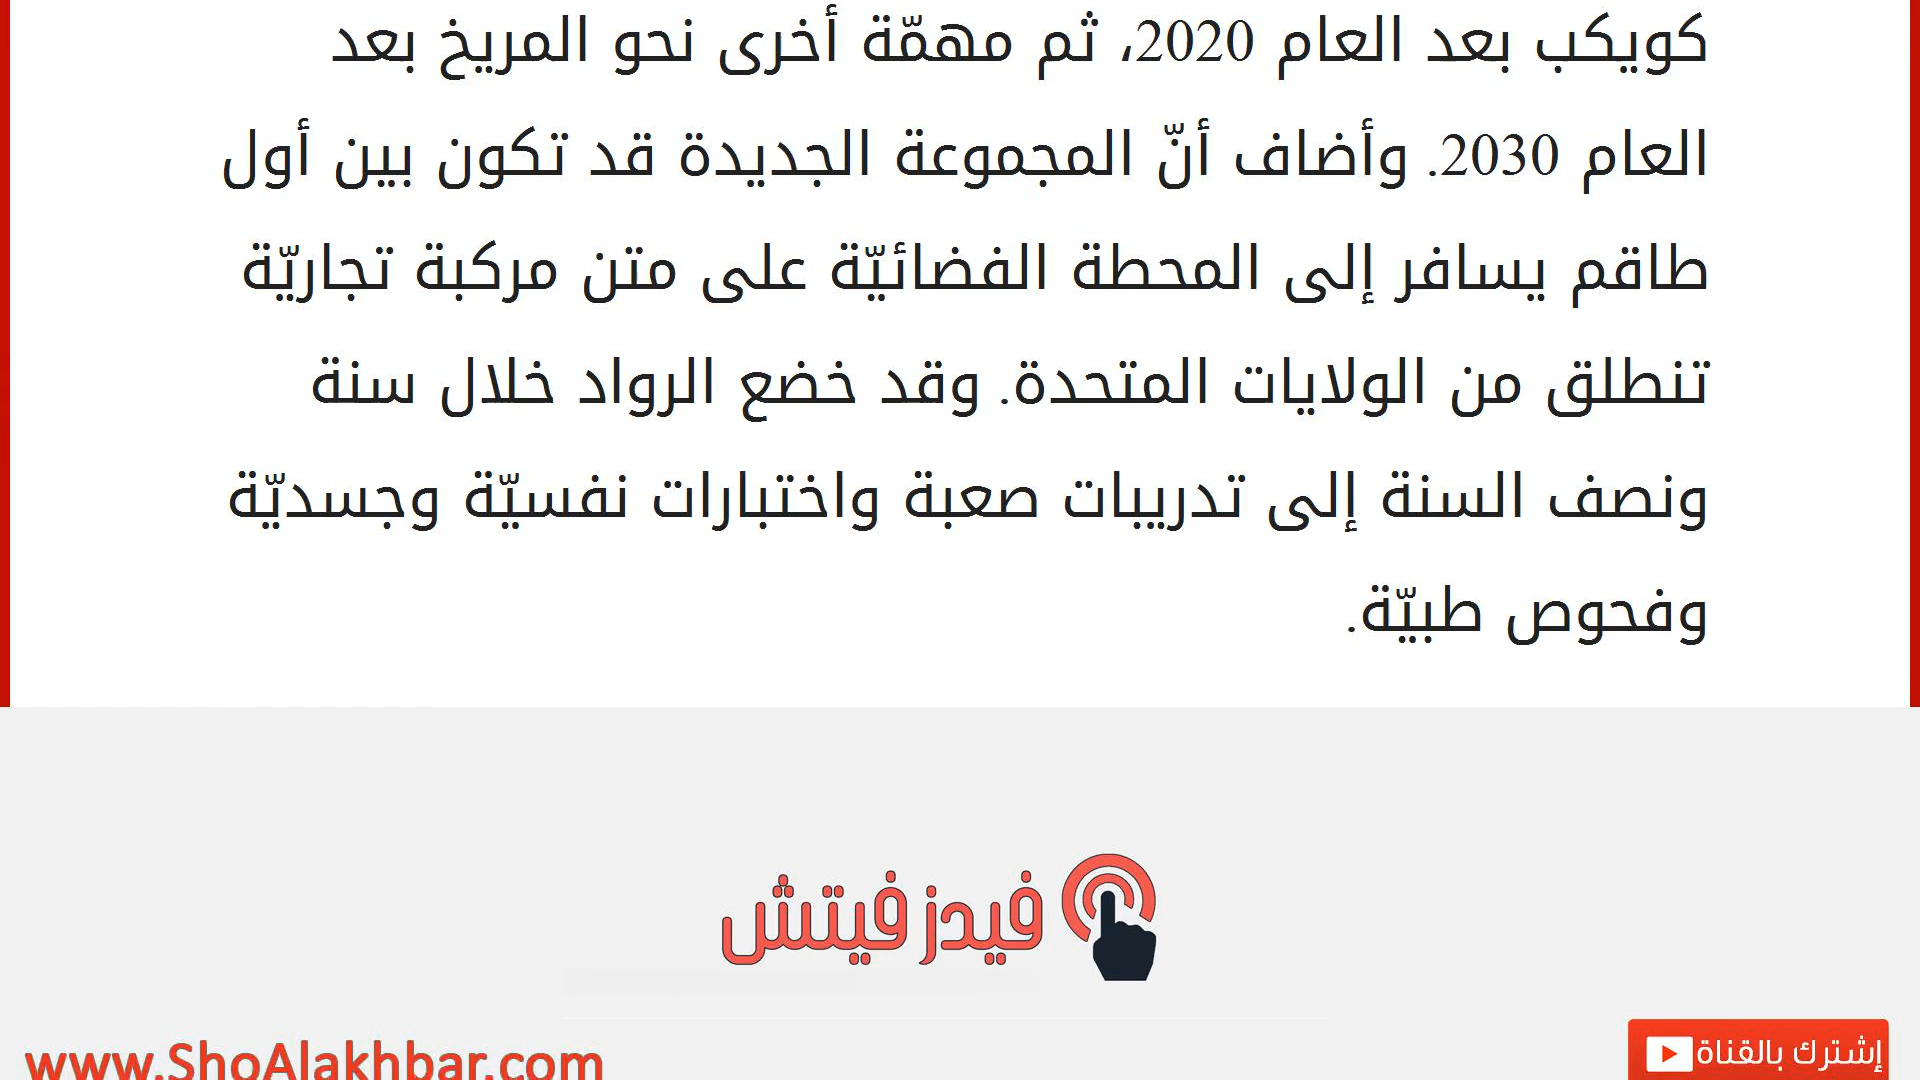 كويكب بعد العام 2020، ثم مهمّة أخرى نحو المريخ بعد
العام 2030. وأضاف أنّ المجموعة الجديدة قد تكون بين أول
طاقم يسافر إلى المحطة الفضائيّة على متن مركبة تجاريّة
تنطلق من الولايات المتحدة. وقد خضع الرواد خلال سنة
ونصف السنة إلى تدريبات صعبة واختبارات نفسيّة وجسديّة
وفحوص طبيّة.
فيدز فيتش
www.ShoAlakhbar.com
إشترك بالقناة